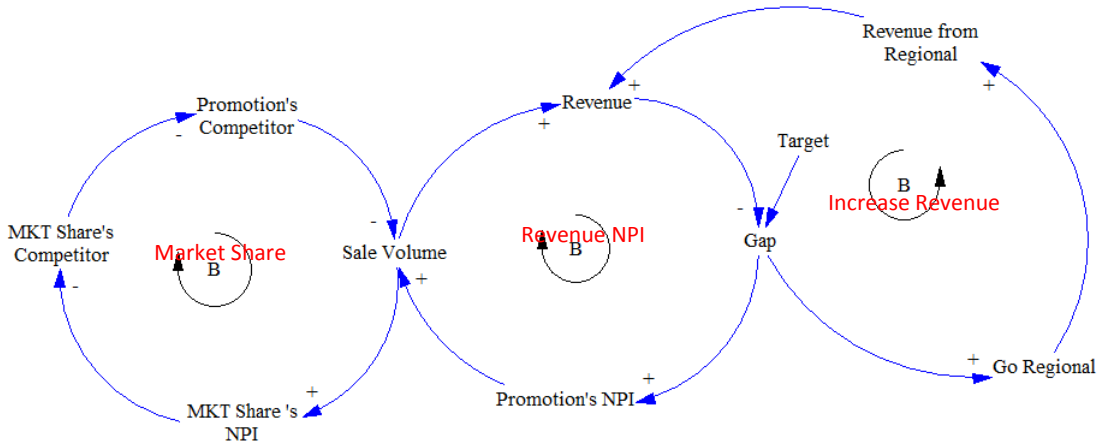 Revenue from
Regional
+
+
Promotion's
Competitor
-
Revenue
+
Target
B
Increase Revenue
MKT Share's
Competitor
-
Market Share
B
-
Sale Volume
+
Revenue NPI
B
-
Gap
+
MKT Share 's
NPI
Promotion's NPI
+
+
Go Regional